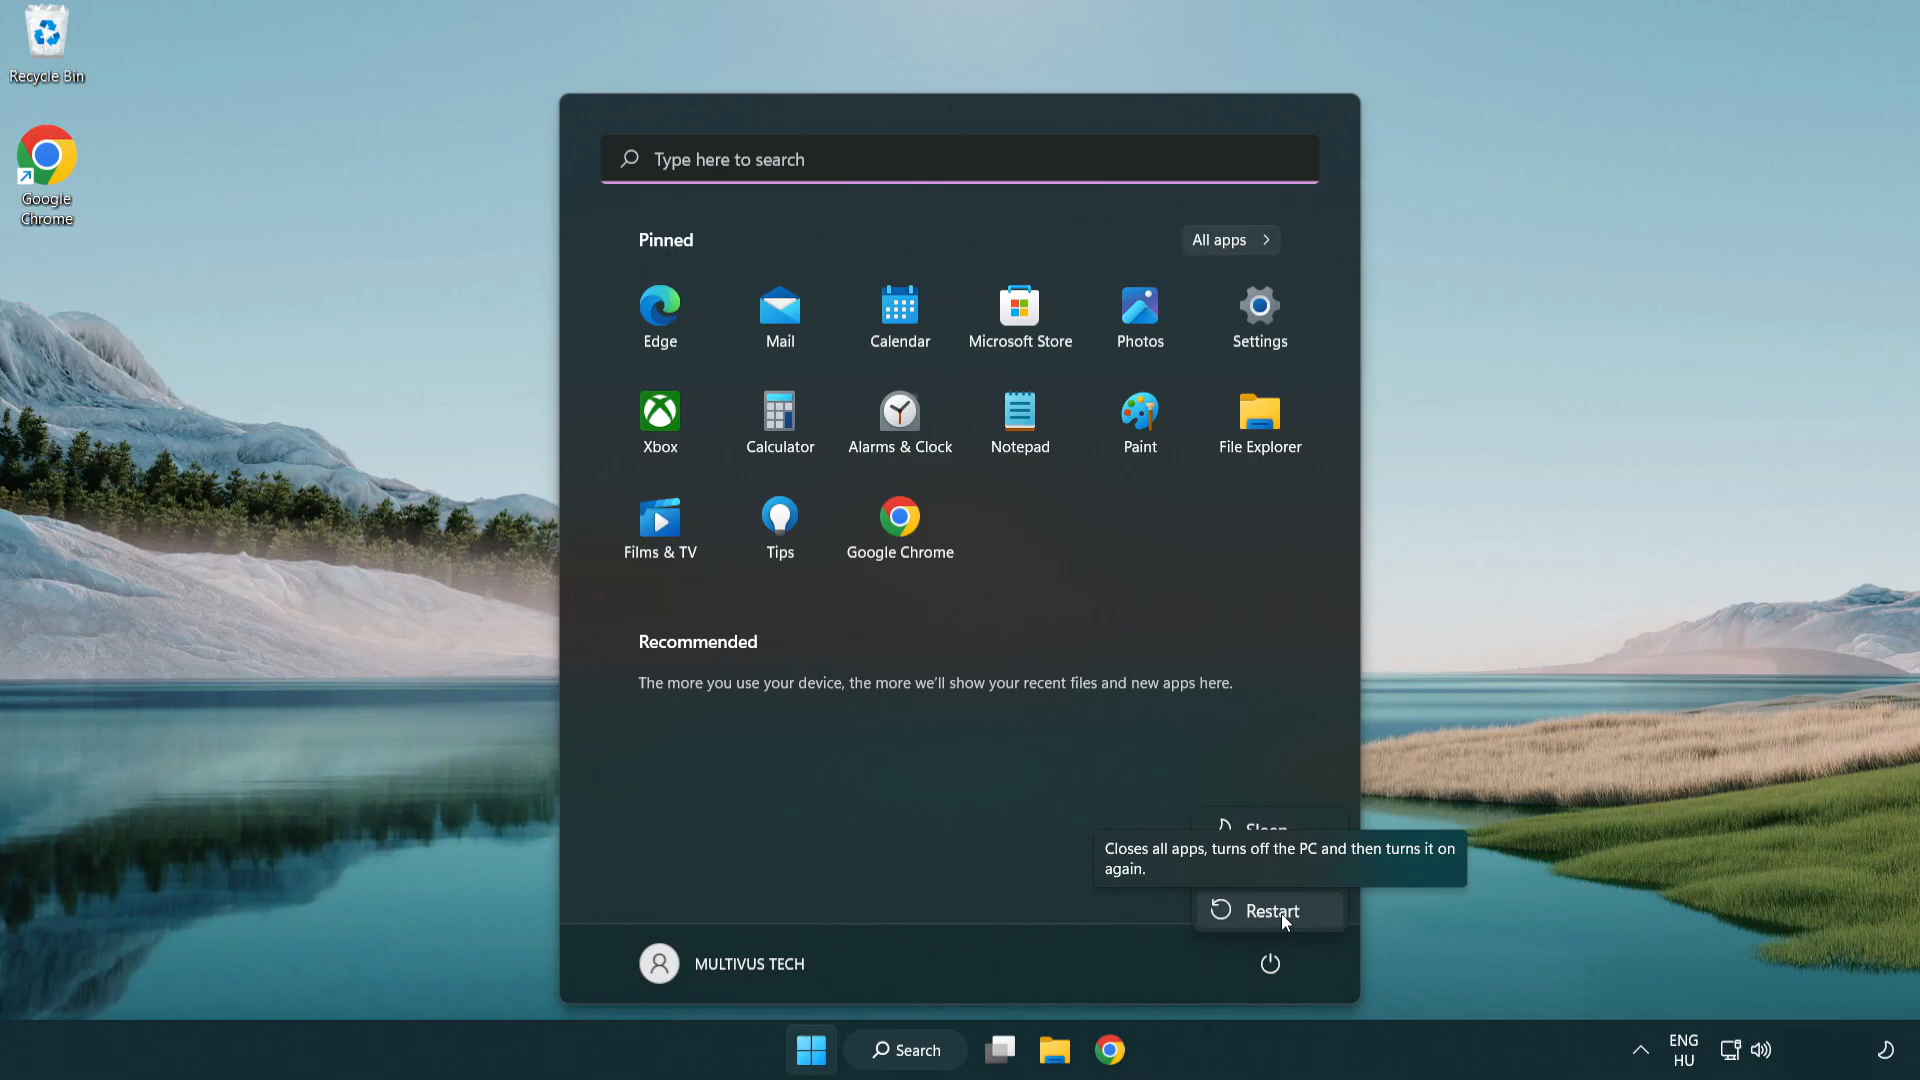 Recycle Bin
Google
Chrome
Type here to search
Pinned
All apps
Edge
Mail
Calendar
Microsoft Store
Photos
Settings
Xbox
Calculator
Alarms & Clock
Notepad
Paint
File Explorer
Films & TV
Tips
Google Chrome
Recommended
The more you use your device, the more we'll show your recent files and new apps here.
Sleep
Closes all apps, turns off the PC and then turns it on
again.
Restart
MULTIVUS TECH
Search
ENG
HU